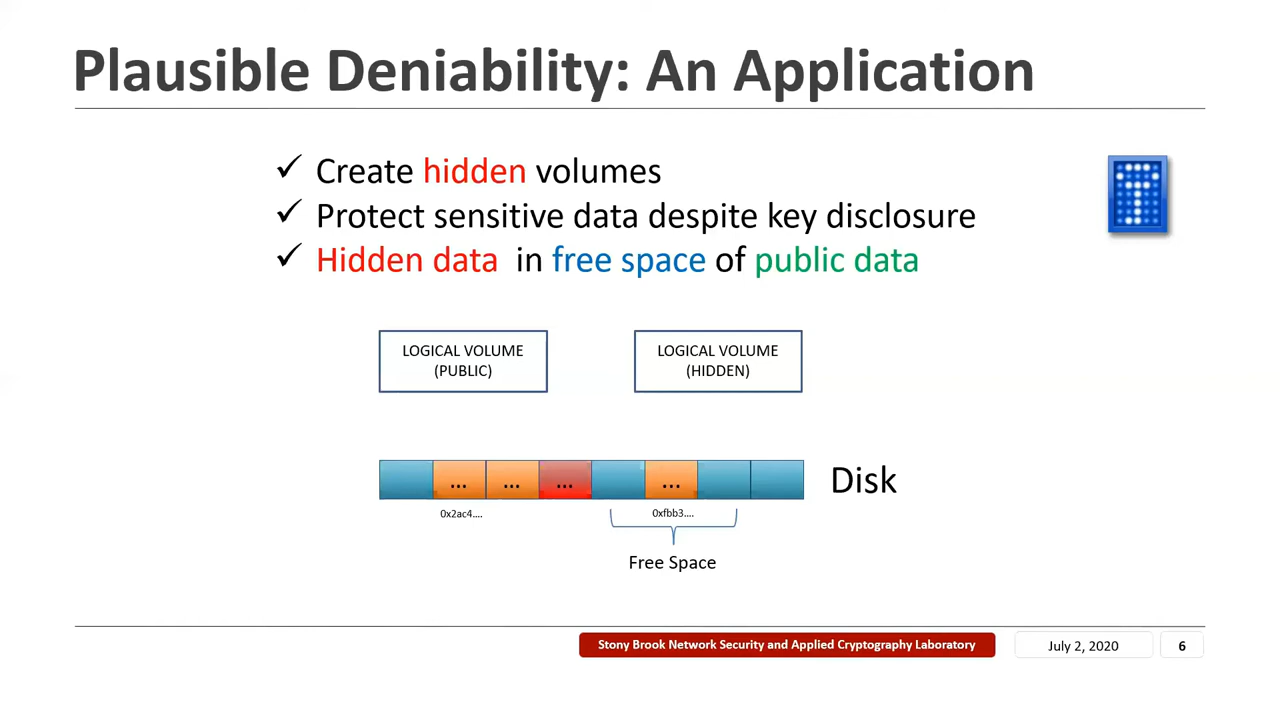 Plausible Deniability: An Application
✓ Create hidden volumes
✓ Protect sensitive data despite key disclosure
✓ Hidden data in free space of public data
LOGICAL VOLUME
(PUBLIC)
LOGICAL VOLUME
(HIDDEN)
... ... ... ...
Disk
0x2ac4.... 0xfbb3....
Free Space
Stony Brook Network Security and Applied Cryptography Laboratory
July 2, 2020
6